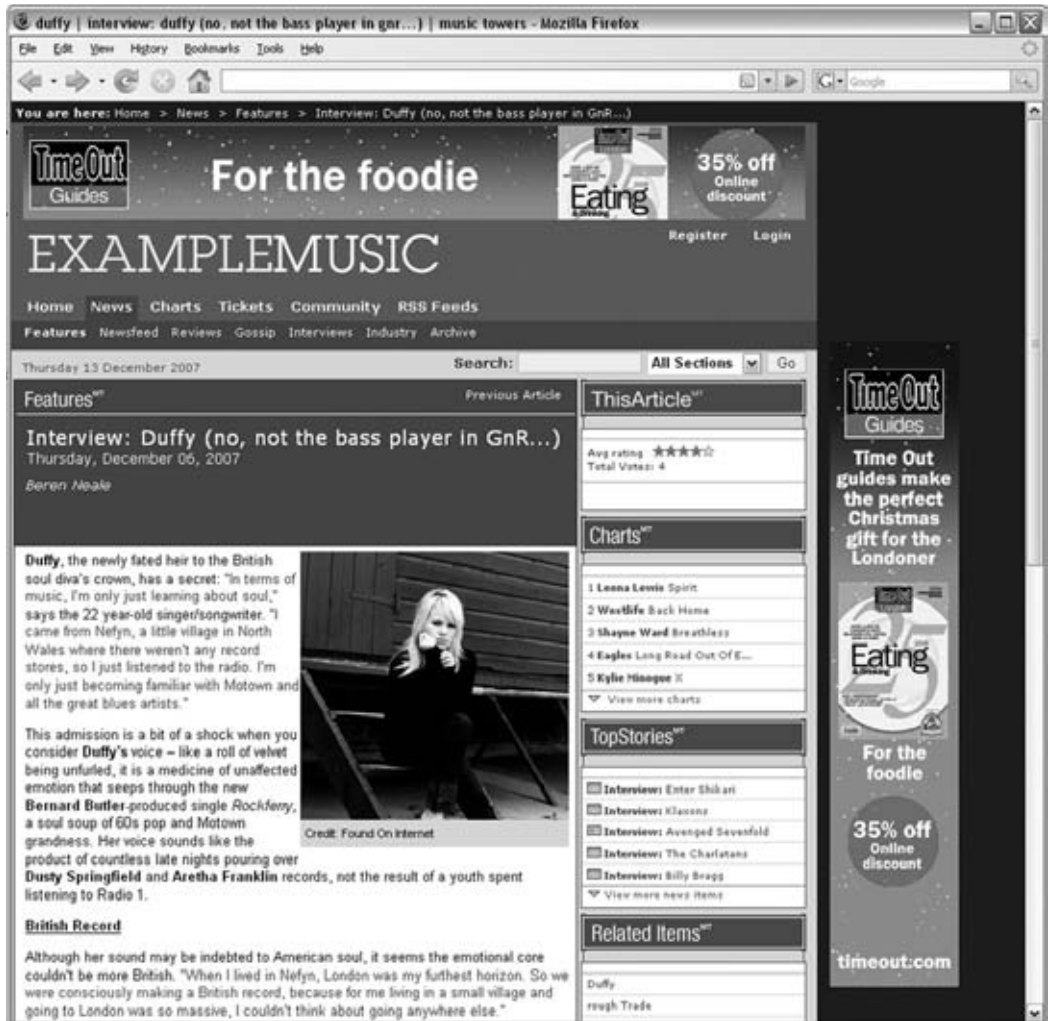 duffy | interview: duffy (no, not the bass player in gnr...) | music towers - Mozilla Firefox
File Edit View History Bookmarks Tools Help
G Google
You are here: Home > News > Features > Interview: Duffy (no, not the bass player in GnR...)
TimeOut
Guides
For the foodie
Eating
& Drinking
35% off
Online
discount
Register Login
EXAMPLEMUSIC
Home News Charts Tickets Community RSS Feeds
Features Newsfeed Reviews Gossip Interviews Industry Archive
Thursday 13 December 2007
Search: All Sections Go
Features MT
Previous Article
Interview: Duffy (no, not the bass player in GnR...)
Thursday, December 06, 2007
Beren Neale
Duffy, the newly fated heir to the British
soul diva's crown, has a secret: "In terms of
music, I'm only just learning about soul,"
says the 22 year-old singer/songwriter. "I
came from Nefyn, a little village in North
Wales where there weren't any record
stores, so I just listened to the radio. I'm
only just becoming familiar with Motown and
all the great blues artists."
This admission is a bit of a shock when you
consider Duffy's voice – like a roll of velvet
being unfurled, it is a medicine of unaffected
emotion that seeps through the new
Bernard Butler-produced single Rockferry,
a soul soup of 60s pop and Motown
grandness. Her voice sounds like the
product of countless late nights pouring over
Dusty Springfield and Aretha Franklin records, not the result of a youth spent
listening to Radio 1.
Credit: Found On Internet
British Record
Although her sound may be indebted to American soul, it seems the emotional core
couldn't be more British. "When I lived in Nefyn, London was my furthest horizon. So we
were consciously making a British record, because for me living in a small village and
going to London was so massive, I couldn't think about going anywhere else."
ThisArticle MT
Avg rating
Total Votes: 4
Charts MT
1 Leona Lewis Spirit
2 Westlife Back Home
3 Shayne Ward Breathless
4 Eagles Long Road Out Of E...
5 Kylie Minogue X
View more charts
TopStories MT
Interview: Enter Shikari
Interview: Klaxons
Interview: Avenged Sevenfold
Interview: The Charlatans
Interview: Billy Bragg
View more news items
Related Items MT
Duffy
rough Trade
TimeOut
Guides
Time Out
guides make
the perfect
Christmas
gift for the
Londoner
Eating
& Drinking
25
For the
foodie
35% off
Online
discount
timeout.com